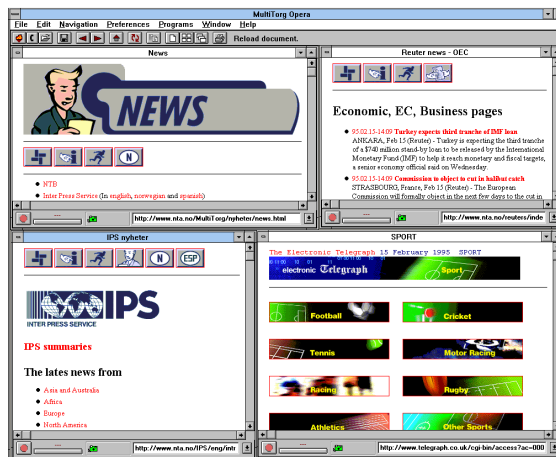 MultiTorg Opera
File Edit Navigation Preferences Programs Window Help
Reload document.
News
NEWS
N
NTB
Inter Press Service (In english, norwegian and spanish)
http://www.nta.no/MultiTorg/nyheter/news.html
Reuter news - OEC
Economic, EC, Business pages
95.02.15-14.09 Turkey expects third tranche of IMF loan
ANKARA, Feb 15 (Reuter) - Turkey is expecting the third tranche
of a $740 million stand-by loan to be released by the International
Monetary Fund (IMF) to help it reach monetary and fiscal targets,
a senior economy official said on Wednesday.
95.02.15-14.09 Commission to object to cut in halibut catch
STRASBOURG, France, Feb 15 (Reuter) - The European
Commission will formally object in the next few days to the cut in
http://www.nta.no/reuters/inde
IPS nyheter
N ESP
IPS
INTER PRESS SERVICE
IPS summaries
The lates news from
Asia and Australia
Africa
Europe
North America
http://www.nta.no/IPS/eng/intr
SPORT
The Electronic Telegraph 15 February 1995 SPORT
electronic Telegraph Sport
Football Cricket
Tennis Motor Racing
Racing Rugby
Athletics Other Sports
http://www.telegraph.co.uk/cgi-bin/access?ac=000